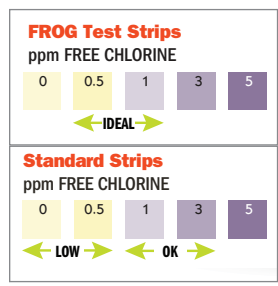 FROG Test Strips
ppm FREE CHLORINE
0 0.5 1 3 5
IDEAL
Standard Strips
ppm FREE CHLORINE
0 0.5 1 3 5
LOW OK